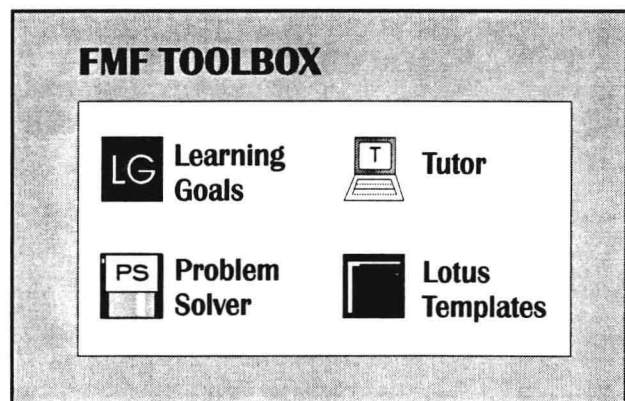 FMF TOOLBOX
LG Learning
Goals
T Tutor
PS Problem
Solver
Lotus
Templates